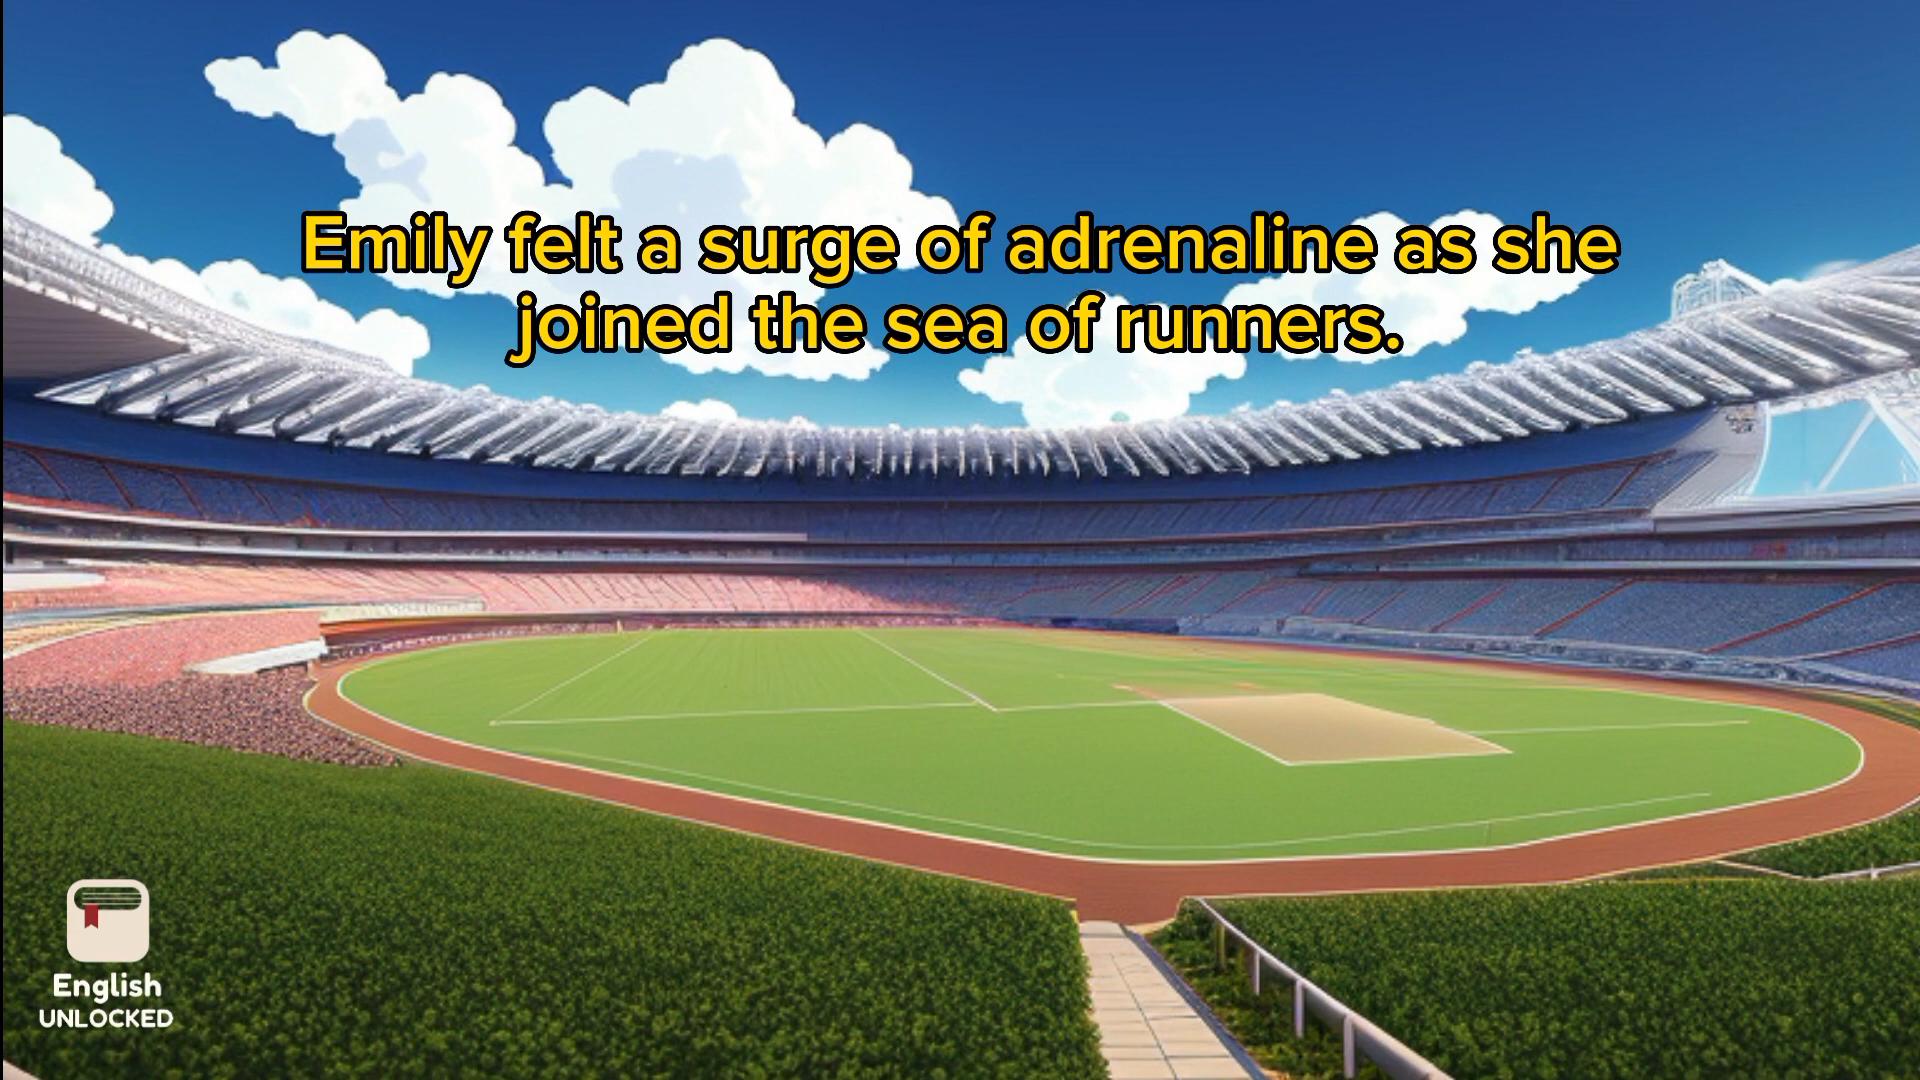 Emily felt a surge of adrenaline as she
joined the sea of runners.
English
UNLOCKED